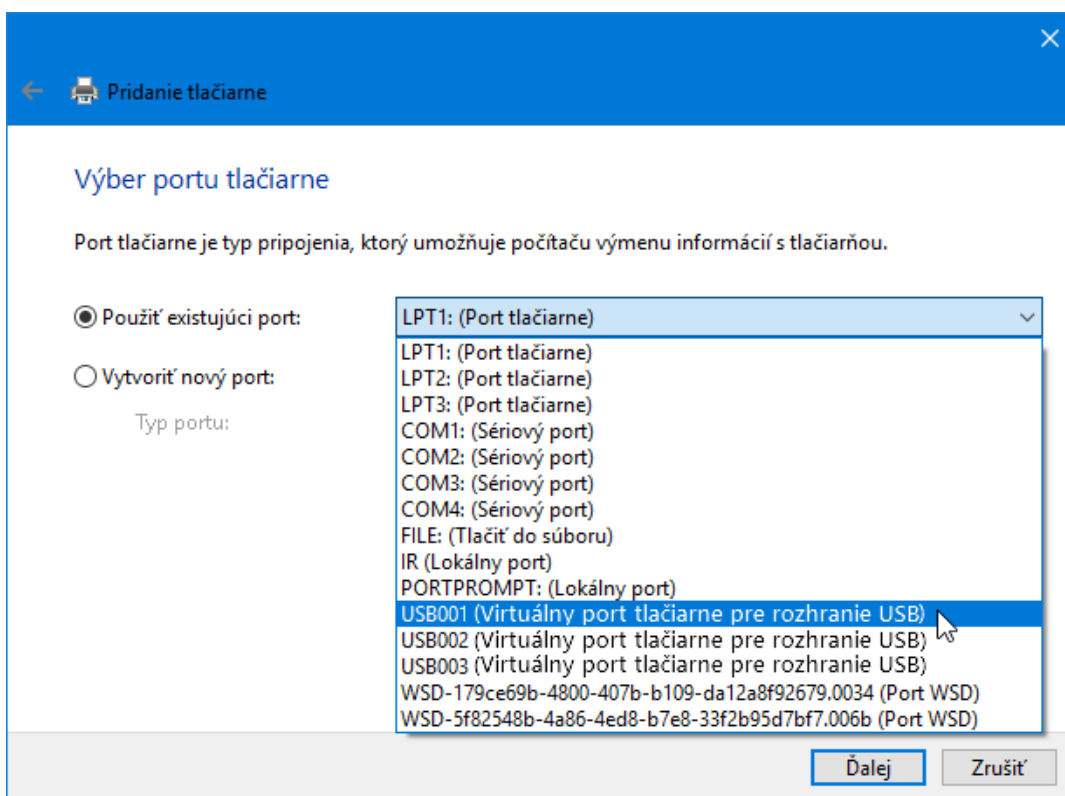 Pridanie tlačiarne
Výber portu tlačiarne
Port tlačiarne je typ pripojenia, ktorý umožňuje počítaču výmenu informácií s tlačiarňou.
Použiť existujúci port:
LPT1: (Port tlačiarne)
LPT1: (Port tlačiarne)
LPT2: (Port tlačiarne)
Vytvoriť nový port:
LPT3: (Port tlačiarne)
Typ portu:
COM1: (Sériový port)
COM2: (Sériový port)
COM3: (Sériový port)
COM4: (Sériový port)
FILE: (Tlačiť do súboru)
IR (Lokálny port)
PORTPROMPT: (Lokálny port)
USB001 (Virtuálny port tlačiarne pre rozhranie USB)
USB002 (Virtuálny port tlačiarne pre rozhranie USB)
USB003 (Virtuálny port tlačiarne pre rozhranie USB)
WSD-179ce69b-4800-407b-b109-da12a8f92679.0034 (Port WSD)
WSD-5f82548b-4a86-4ed8-b7e8-33f2b95d7bf7.006b (Port WSD)
Ďalej
Zrušiť